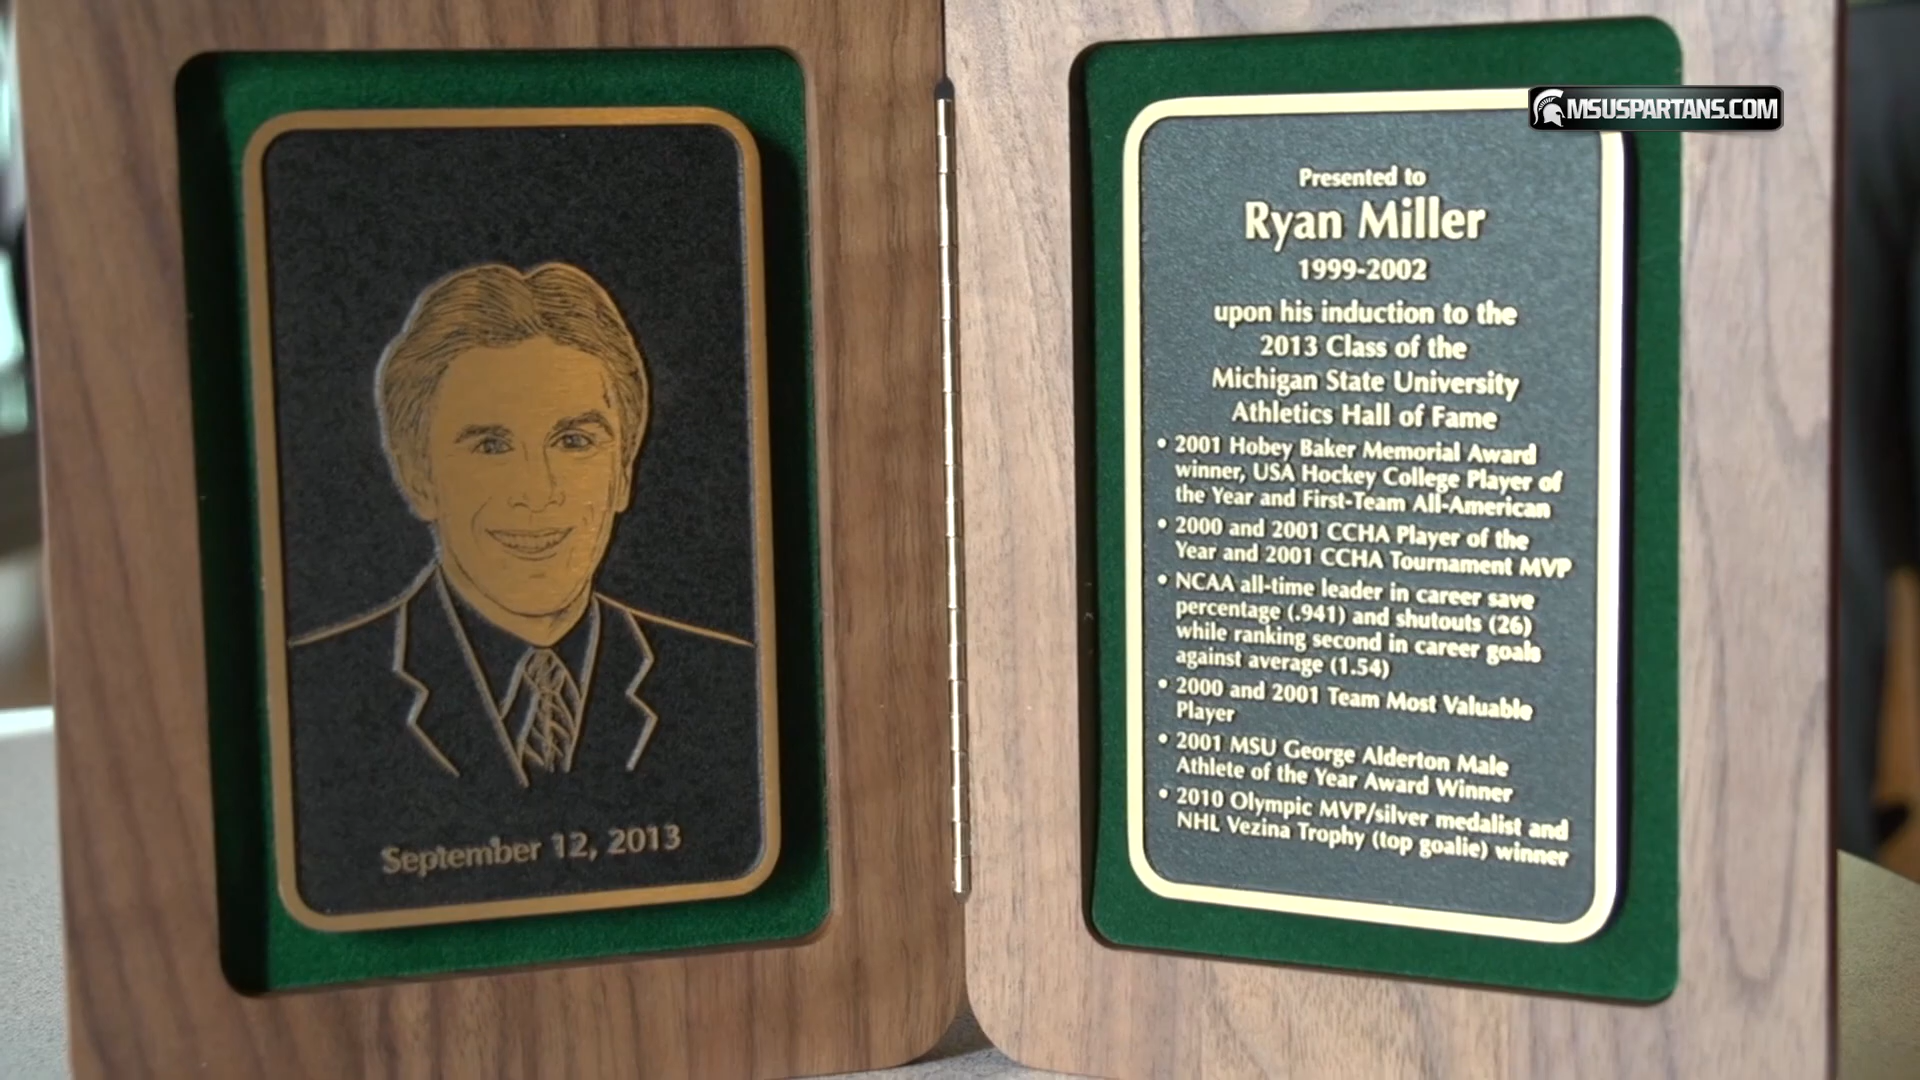 September 12, 2013
MSUSPARTANS.COM
Presented to
Ryan Miller
1999-2002
upon his induction to the
2013 Class of the
Michigan State University
Athletics Hall of Fame
• 2001 Hobey Baker Memorial Award
winner, USA Hockey College Player of
the Year and First-Team All-American
• 2000 and 2001 CCHA Player of the
Year and 2001 CCHA Tournament MVP
• NCAA all-time leader in career save
percentage (.941) and shutouts (26)
while ranking second in career goals
against average (1.54)
• 2000 and 2001 Team Most Valuable
Player
• 2001 MSU George Alderton Male
Athlete of the Year Award Winner
• 2010 Olympic MVP/silver medalist and
NHL Vezina Trophy (top goalie) winner